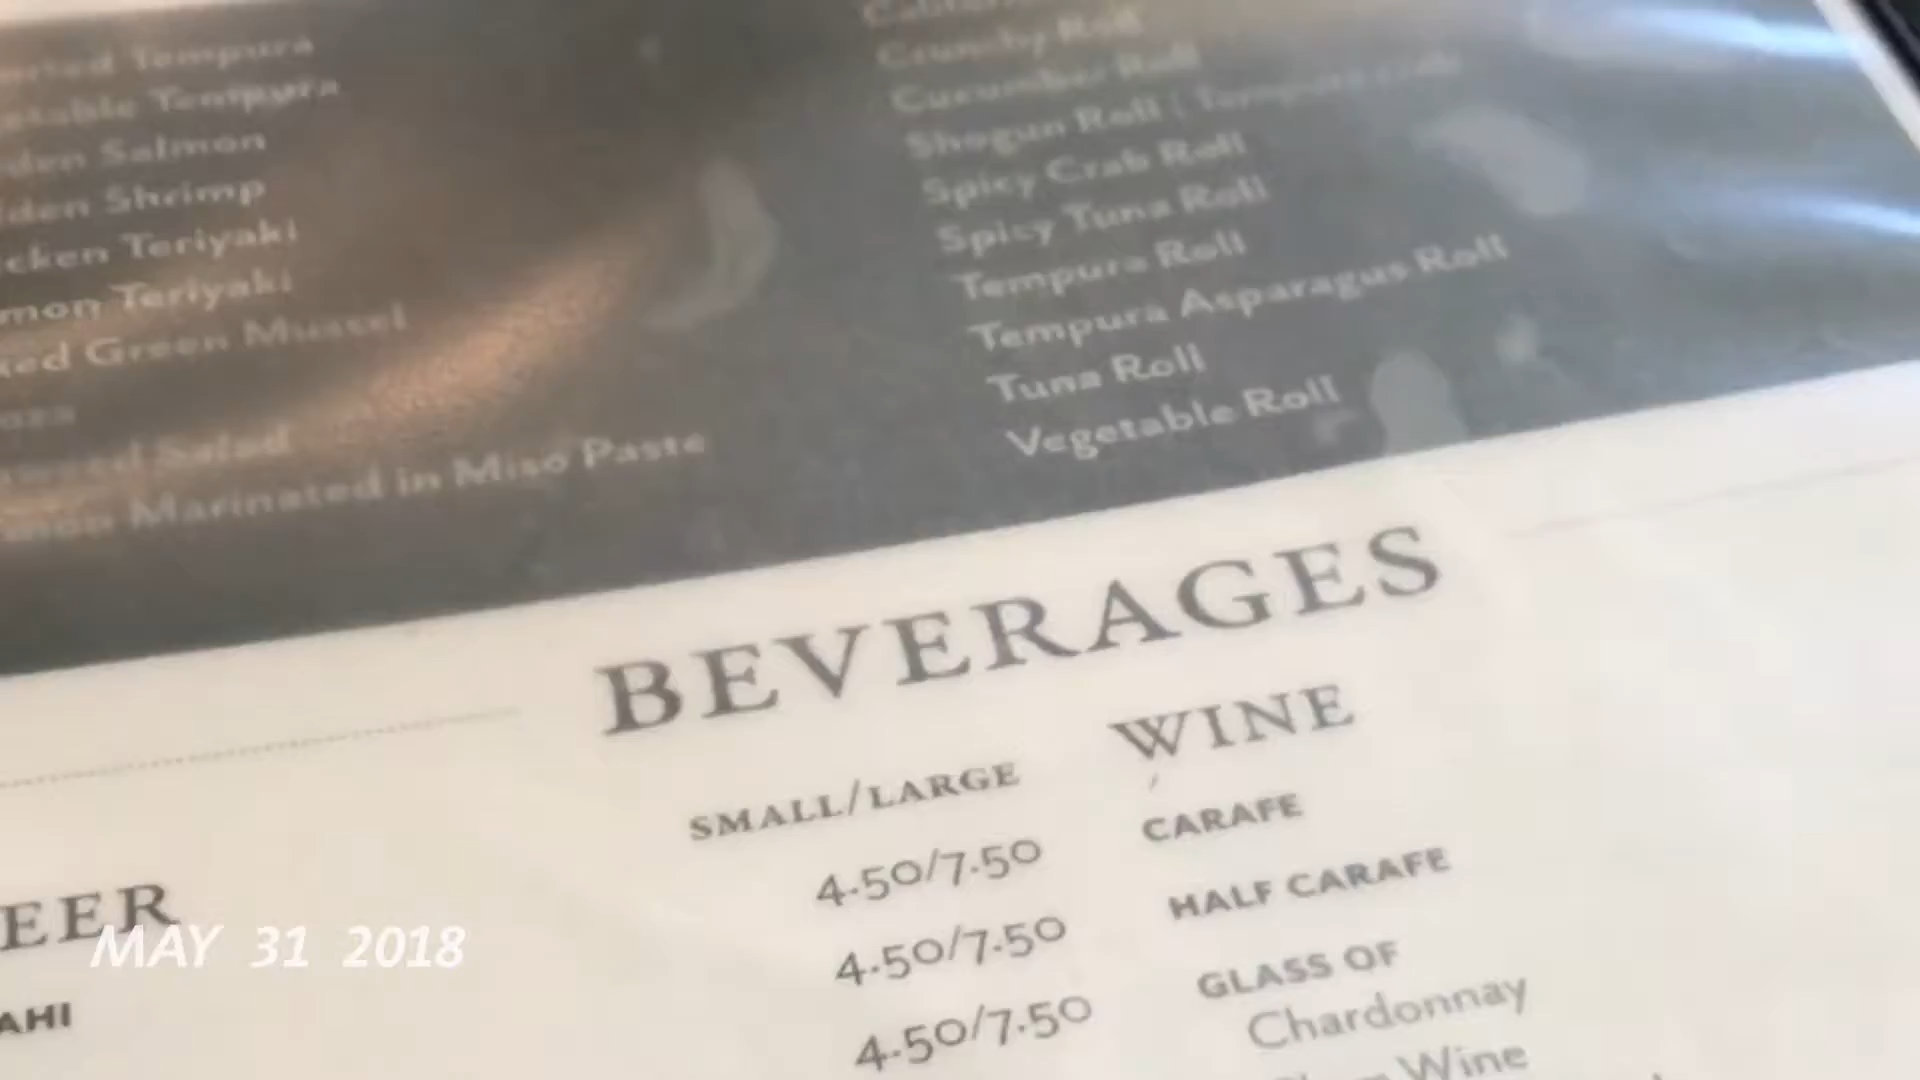 Tempura
Tempura
Salmon
Shrimp
Teriyaki
Teriyaki
Green Mussel
Salad
Marinated in Miso Paste
Crunchy Roll
Cucumber Roll
Shogun Roll |
Spicy Crab Roll
Spicy Tuna Roll
Tempura Roll
Tempura Asparagus Roll
Tuna Roll
Vegetable Roll
BEVERAGES
EER
AHI
SMALL/LARGE
4.50/7.50
4.50/7.50
4.50/7.50
WINE
CARAFE
HALF CARAFE
GLASS OF
Chardonnay
Wine
MAY 31 2018